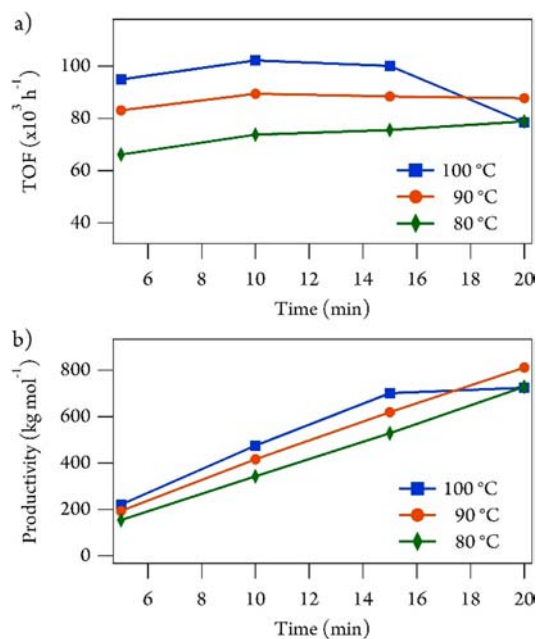 a)
TOF (x10³ h⁻¹)
100
80
60
40
100 °C
90 °C
80 °C
6 8 10 12 14 16 18 20
Time (min)
b)
Productivity (kg mol⁻¹)
800
600
400
200
0
100 °C
90 °C
80 °C
6 8 10 12 14 16 18 20
Time (min)